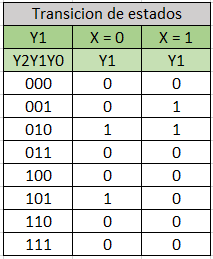 Transicion de estados
Y1 X = 0 X = 1
Y2Y1Y0 Y1 Y1
000 0 0
001 0 1
010 1 1
011 0 0
100 0 0
101 1 0
110 0 0
111 0 0